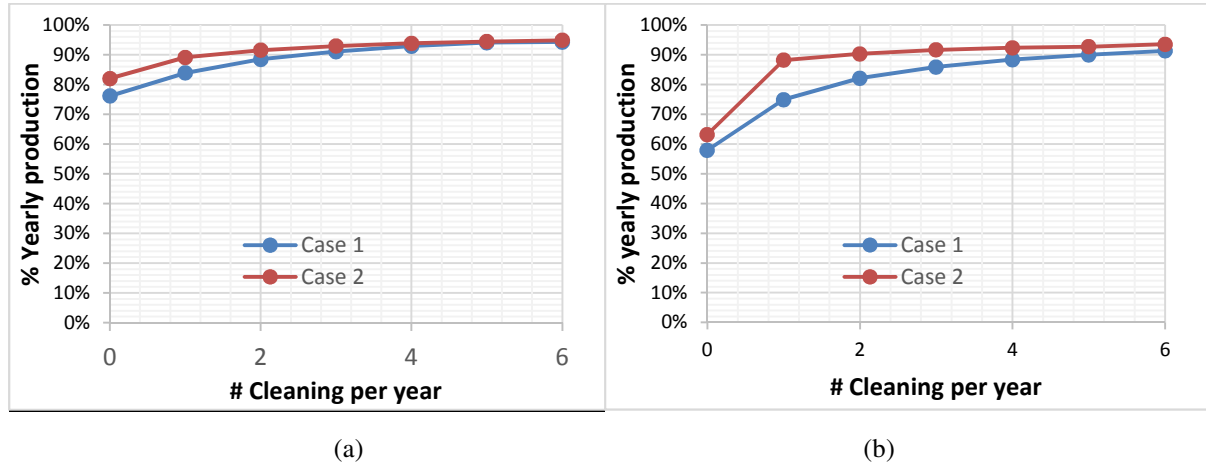 100%
90%
80%
70%
60%
50%
40%
30%
20%
10%
0%
% Yearly production
Case 1
Case 2
0 2 4 6
# Cleaning per year
(a)
100%
90%
80%
70%
60%
50%
40%
30%
20%
10%
0%
% yearly production
Case 1
Case 2
0 2 4 6
# Cleaning per year
(b)